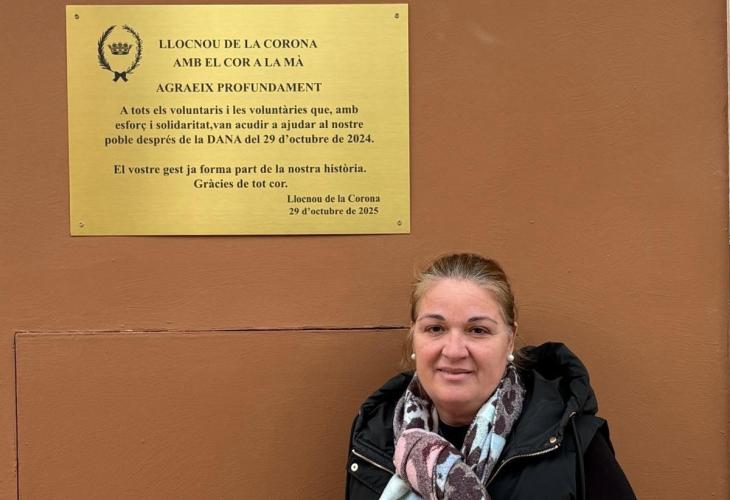 LLOCNOU DE LA CORONA
AMB EL COR A LA MÀ
AGRAEIX PROFUNDAMENT
A tots els voluntaris i les voluntàries que, amb
esforç i solidaritat,van acudir a ajudar al nostre
poble després de la DANA del 29 d’octubre de 2024.
El vostre gest ja forma part de la nostra història.
Gràcies de tot cor.
Llocnou de la Corona
29 d’octubre de 2025